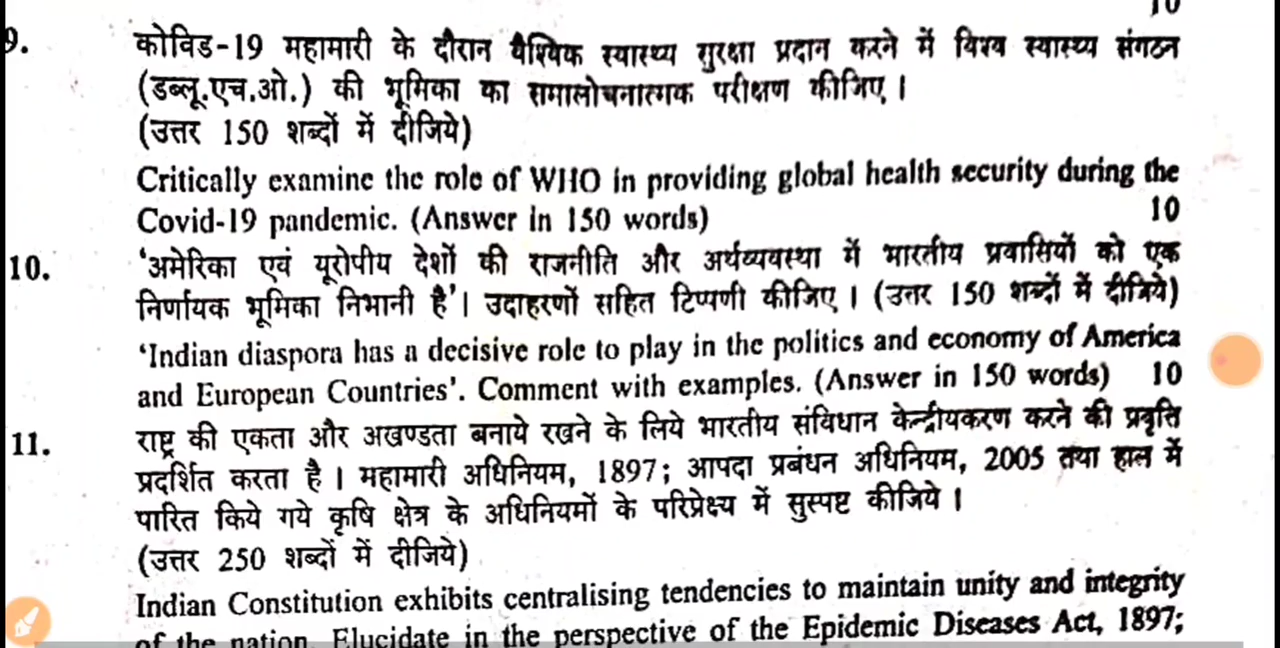 10
9. कोविड-19 महामारी के दौरान वैश्विक स्वास्थ्य सुरक्षा प्रदान करने में विश्व स्वास्थ्य संगठन
(डब्लू.एच.ओ.) की भूमिका का समालोचनात्मक परीक्षण कीजिए।
(उत्तर 150 शब्दों में दीजिये)
Critically examine the role of WHO in providing global health security during the
Covid-19 pandemic. (Answer in 150 words) 10
10. ‘अमेरिका एवं यूरोपीय देशों की राजनीति और अर्थव्यवस्था में भारतीय प्रवासियों को एक
निर्णायक भूमिका निभानी है’। उदाहरणों सहित टिप्पणी कीजिए। (उत्तर 150 शब्दों में दीजिये)
‘Indian diaspora has a decisive role to play in the politics and economy of America
and European Countries’. Comment with examples. (Answer in 150 words) 10
11. राष्ट्र की एकता और अखण्डता बनाये रखने के लिये भारतीय संविधान केन्द्रीयकरण करने की प्रवृत्ति
प्रदर्शित करता है। महामारी अधिनियम, 1897; आपदा प्रबंधन अधिनियम, 2005 तथा हाल में
पारित किये गये कृषि क्षेत्र के अधिनियमों के परिप्रेक्ष्य में सुस्पष्ट कीजिये।
(उत्तर 250 शब्दों में दीजिये)
Indian Constitution exhibits centralising tendencies to maintain unity and integrity
of the nation. Elucidate in the perspective of the Epidemic Diseases Act, 1897;